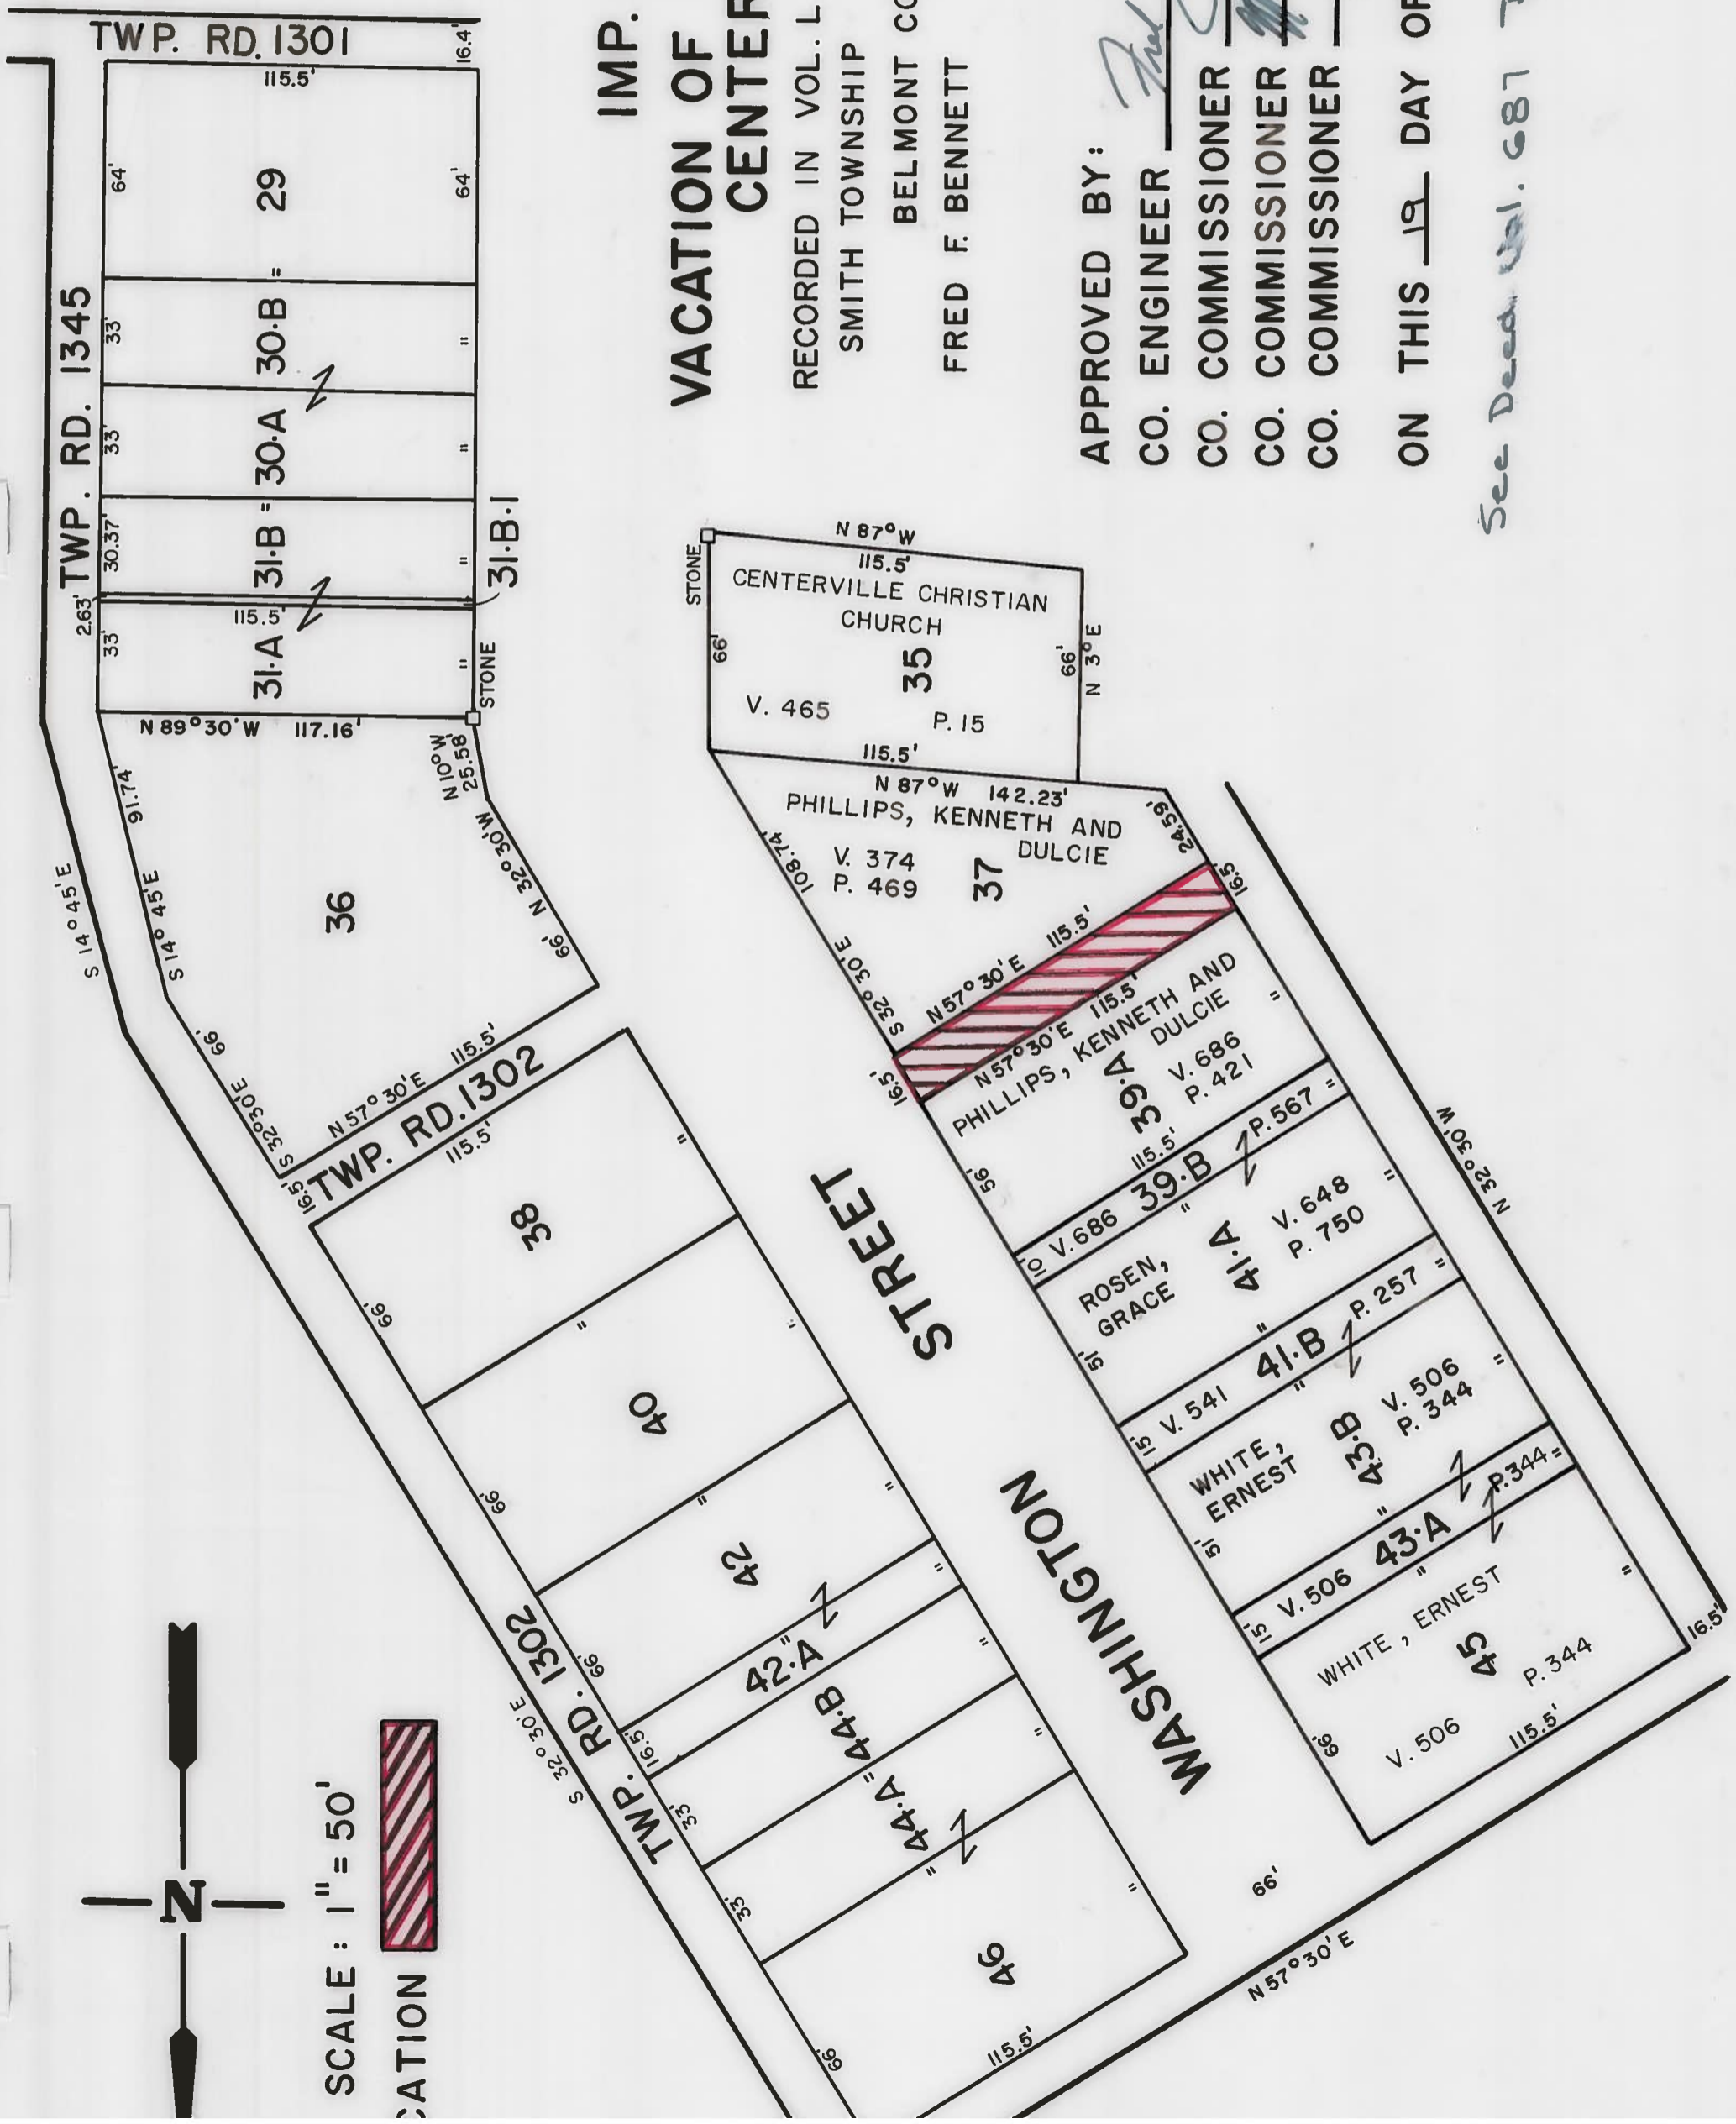 TWP. RD. 1301
16.4'
115.5'
64'
29
64'
TWP. RD. 1345
"
33'
30·B
"
33'
30·A
"
30.37'
31·B
"
"
31·B·1
2.63'
115.5'
33'
31·A
"
STONE
N 89°30'W 117.16'
N 10°W
25.58'
91.74'
S 14°45'E
S 14°45'E
36
N 32°30'W
66'
66'
S 32°30'E
N 57°30'E
115.5'
16.5'
TWP. RD. 1302
115.5'
38
"
66'
"
40
"
66'
"
42
"
66'
"
42·A
"
16.5'
44·B
"
33'
"
44·A
"
33'
"
46
"
66'
115.5'
TWP. RD. 1302
S 32°30'E
WASHINGTON STREET
66'
N 57°30'E
IMP.
VACATION OF
CENTER
RECORDED IN VOL. L
SMITH TOWNSHIP
BELMONT CO
FRED F. BENNETT
APPROVED BY:
CO. ENGINEER Fred
CO. COMMISSIONER
CO. COMMISSIONER
CO. COMMISSIONER
ON THIS 19 DAY OF
See Deed Vol. 687
STONE
N 87°W
115.5'
CENTERVILLE CHRISTIAN
CHURCH
66'
35
66'
N 3°E
V. 465 P. 15
115.5'
N 87°W 142.23'
PHILLIPS, KENNETH AND
DULCIE
V. 374
P. 469
37
24.59'
108.74'
S 32°30'E
115.5'
N 57°30'E
16.5'
16.5'
N 57°30'E 115.5'
PHILLIPS, KENNETH AND
DULCIE
39·A
V. 686
P. 421
"
56'
115.5'
V. 686 39·B P. 567
"
10'
"
ROSEN,
GRACE
41·A
V. 648
P. 750
"
51'
"
V. 541 41·B P. 257
"
15'
"
WHITE,
ERNEST
43·B
V. 506
P. 344
"
51'
"
V. 506 43·A P. 344
"
15'
"
WHITE, ERNEST
45
V. 506 P. 344
"
66'
115.5'
16.5'
N 32°30'W
N
SCALE : 1" = 50'
CATION